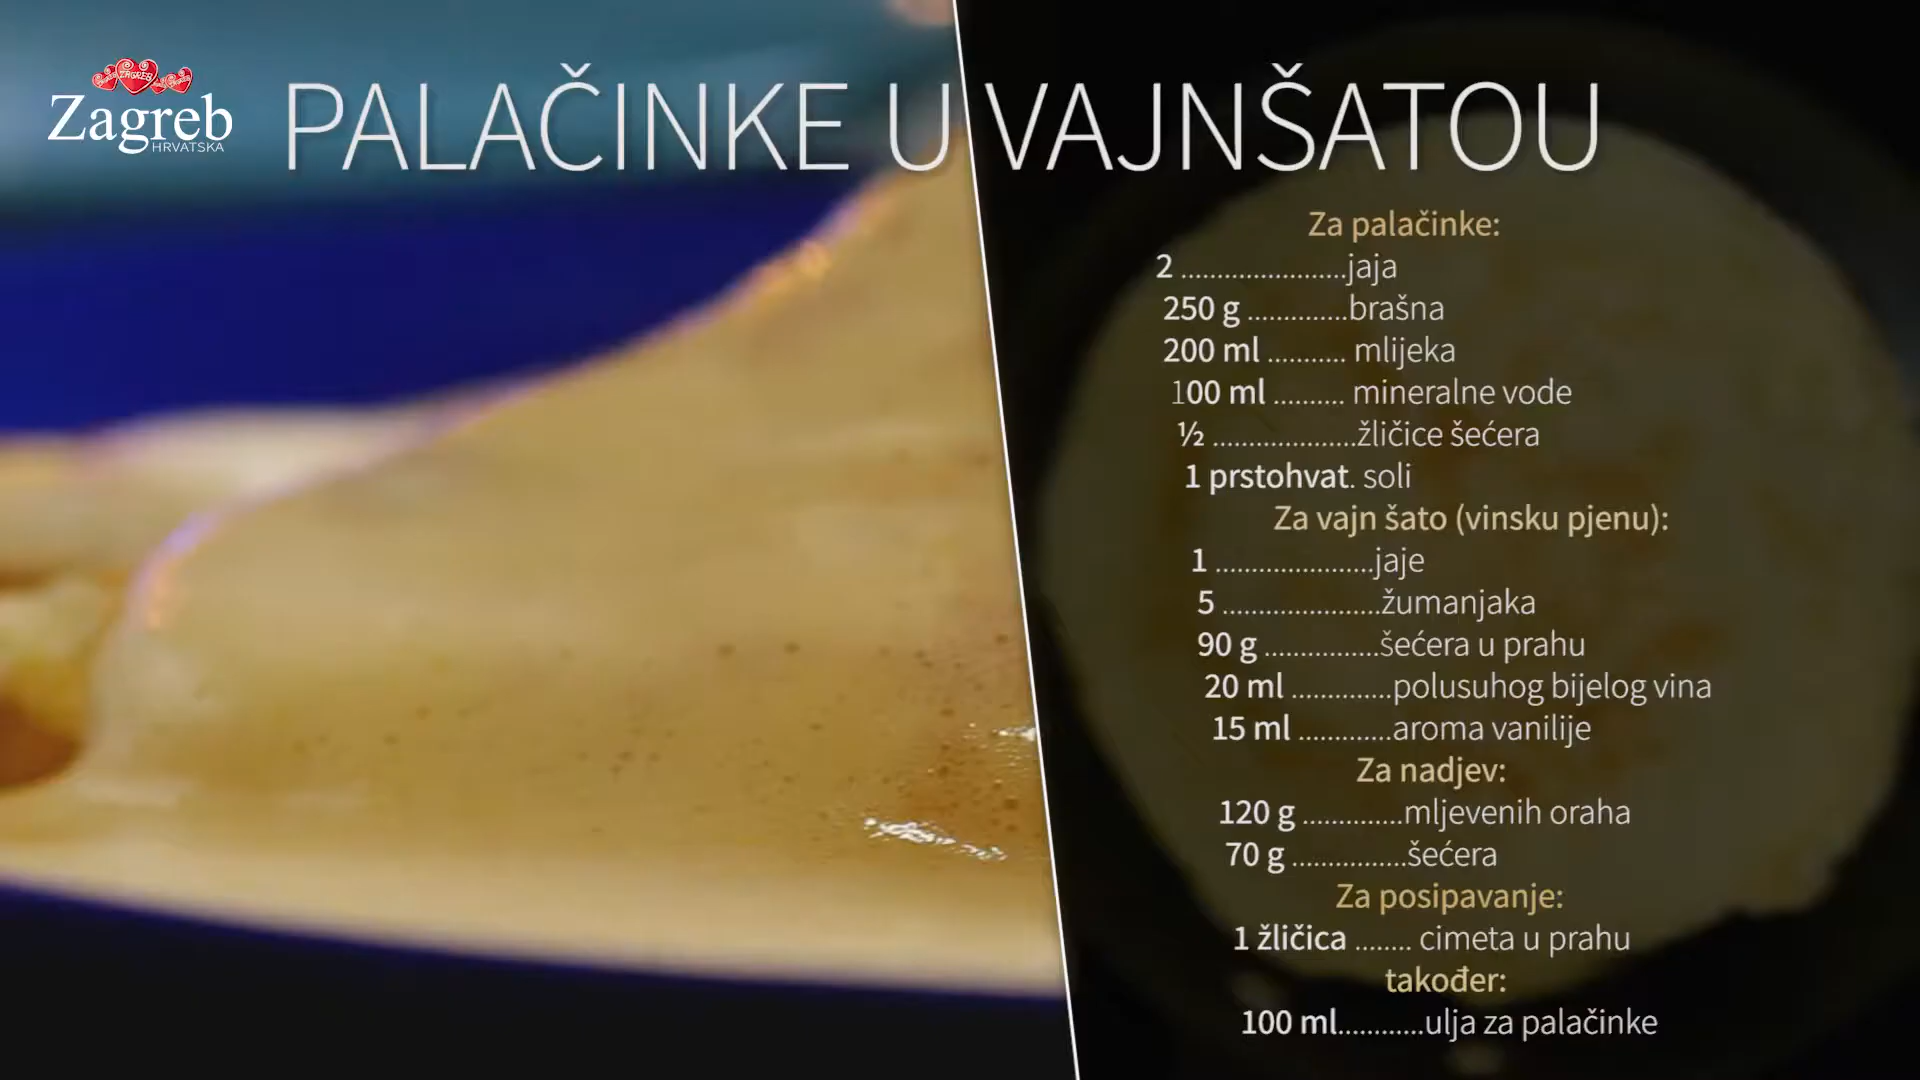 ZAGREB
Zagreb
HRVATSKA
PALAČINKE U VAJNŠATOU
Za palačinke:
2 .......................jaja
250 g ..............brašna
200 ml ........... mlijeka
100 ml .......... mineralne vode
½ ....................žličice šećera
1 prstohvat. soli
Za vajn šato (vinsku pjenu):
1 ......................jaje
5 ......................žumanjaka
90 g ................šećera u prahu
20 ml ..............polusuhog bijelog vina
15 ml .............aroma vanilije
Za nadjev:
120 g ..............mljevenih oraha
70 g ................šećera
Za posipavanje:
1 žličica ........ cimeta u prahu
također:
100 ml............ulja za palačinke